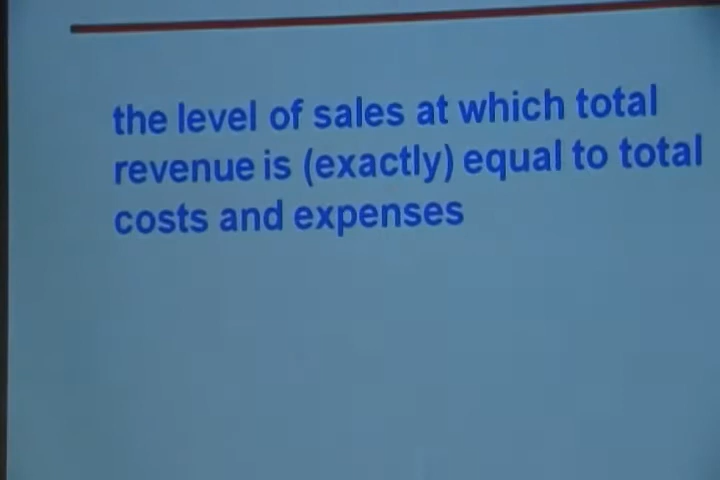 the level of sales at which total
revenue is (exactly) equal to total
costs and expenses